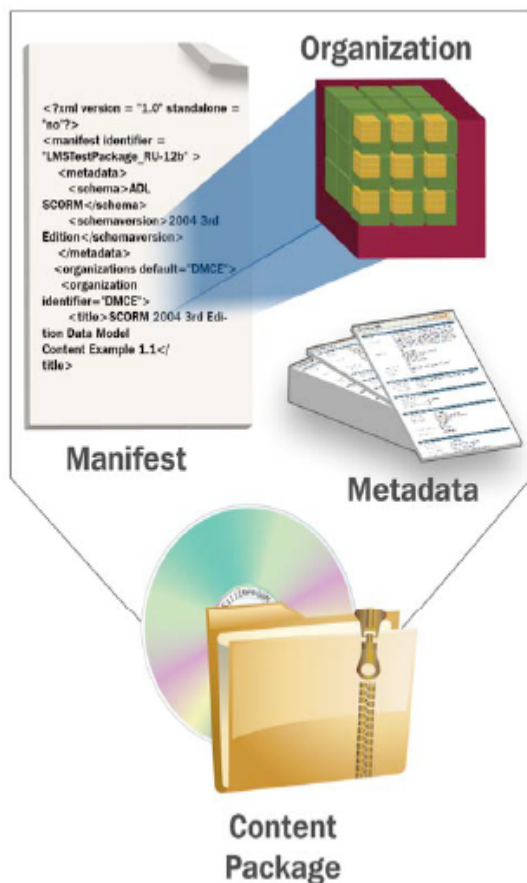 Organization
<?xml version = "1.0" standalone =
"no"?>
<manifest identifier =
"LMSTestPackage_RU-12b" >
<metadata>
<schema>ADL
SCORM</schema>
<schemaversion>2004 3rd
Edition</schemaversion>
</metadata>
<organizations default="DMCE">
<organization
identifier="DMCE">
<title>SCORM 2004 3rd Edi-
tion Data Model
Content Example 1.1</
title>
Manifest
Metadata
Content
Package